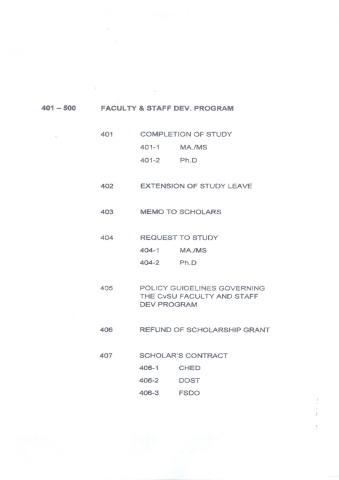 401 – 500 FACULTY & STAFF DEV. PROGRAM
401 COMPLETION OF STUDY
401-1 MA./MS
401-2 Ph.D
402 EXTENSION OF STUDY LEAVE
403 MEMO TO SCHOLARS
404 REQUEST TO STUDY
404-1 MA./MS
404-2 Ph.D
405 POLICY GUIDELINES GOVERNING
THE CvSU FACULTY AND STAFF
DEV.PROGRAM
406 REFUND OF SCHOLARSHIP GRANT
407 SCHOLAR'S CONTRACT
406-1 CHED
406-2 DOST
406-3 FSDO